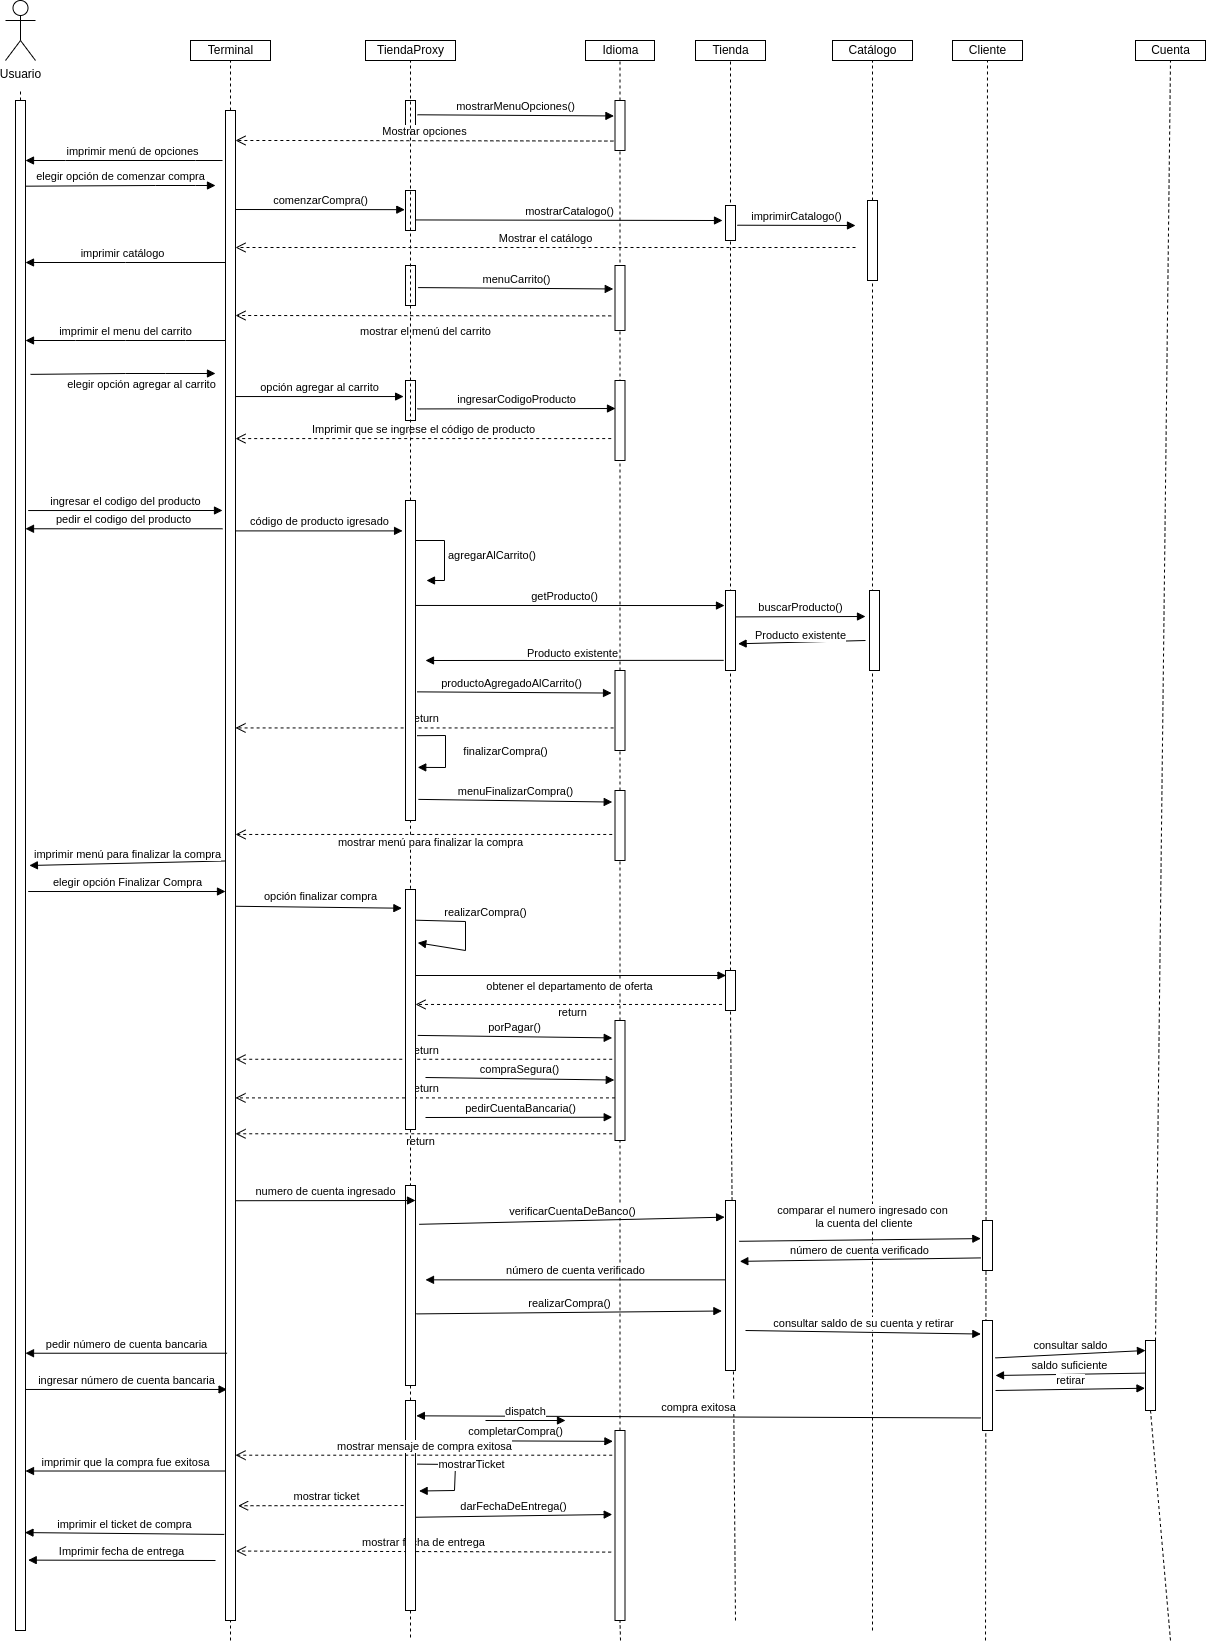 Usuario
Terminal
TiendaProxy
Idioma
Tienda
Catálogo
Cliente
Cuenta
mostrarMenuOpciones()
Mostrar opciones
imprimir menú de opciones
elegir opción de comenzar compra
comenzarCompra()
mostrarCatalogo()
imprimirCatalogo()
Mostrar el catálogo
imprimir catálogo
menuCarrito()
mostrar el menú del carrito
imprimir el menu del carrito
elegir opción agregar al carrito
opción agregar al carrito
ingresarCodigoProducto
Imprimir que se ingrese el código de producto
ingresar el codigo del producto
pedir el codigo del producto
código de producto igresado
agregarAlCarrito()
getProducto()
buscarProducto()
Producto existente
Producto existente
productoAgregadoAlCarrito()
eturn
finalizarCompra()
menuFinalizarCompra()
mostrar menú para finalizar la compra
imprimir menú para finalizar la compra
elegir opción Finalizar Compra
opción finalizar compra
realizarCompra()
obtener el departamento de oferta
return
porPagar()
eturn
compraSegura()
eturn
pedirCuentaBancaria()
return
numero de cuenta ingresado
verificarCuentaDeBanco()
comparar el numero ingresado con
la cuenta del cliente
número de cuenta verificado
número de cuenta verificado
realizarCompra()
consultar saldo de su cuenta y retirar
pedir número de cuenta bancaria
consultar saldo
saldo suficiente
ingresar número de cuenta bancaria
retirar
dispatch
compra exitosa
completarCompra()
mostrar mensaje de compra exitosa
imprimir que la compra fue exitosa
mostrarTicket
mostrar ticket
darFechaDeEntrega()
imprimir el ticket de compra
mostrar f cha de entrega
Imprimir fecha de entrega